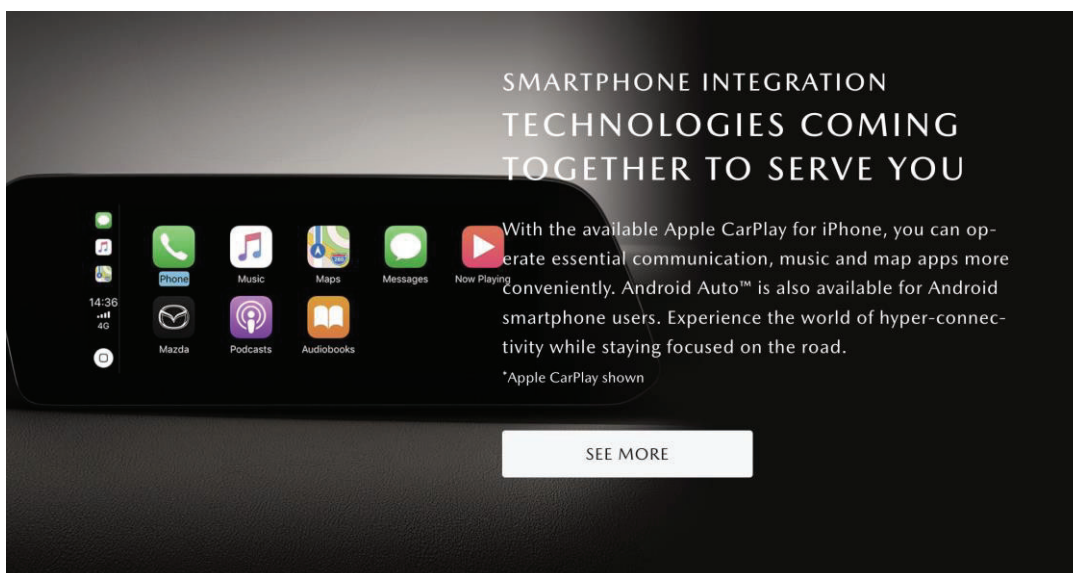 SMARTPHONE INTEGRATION
TECHNOLOGIES COMING
TOGETHER TO SERVE YOU
With the available Apple CarPlay for iPhone, you can op-
erate essential communication, music and map apps more
conveniently. Android Auto™ is also available for Android
smartphone users. Experience the world of hyper-connec-
tivity while staying focused on the road.
*Apple CarPlay shown
SEE MORE
14:36
4G
Phone
Music
Maps
Messages
Now Playing
Mazda
Podcasts
Audiobooks